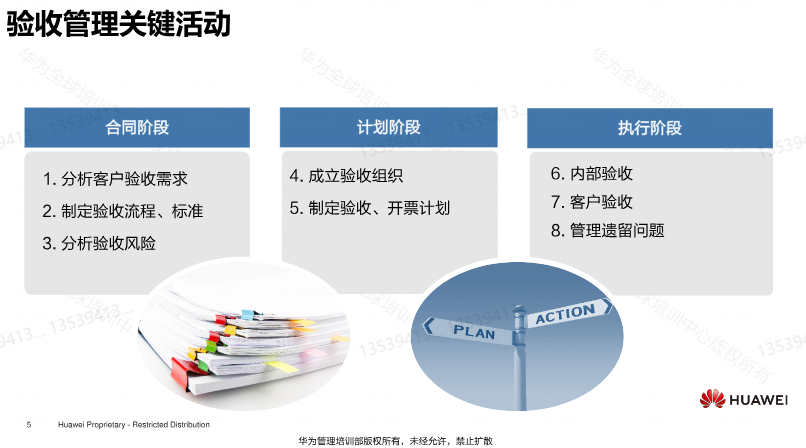 验收管理关键活动
合同阶段
1. 分析客户验收需求
2. 制定验收流程、标准
3. 分析验收风险
计划阶段
4. 成立验收组织
5. 制定验收、开票计划
执行阶段
6. 内部验收
7. 客户验收
8. 管理遗留问题
PLAN
ACTION
HUAWEI
5
Huawei Proprietary - Restricted Distribution
华为管理培训部版权所有，未经允许，禁止扩散